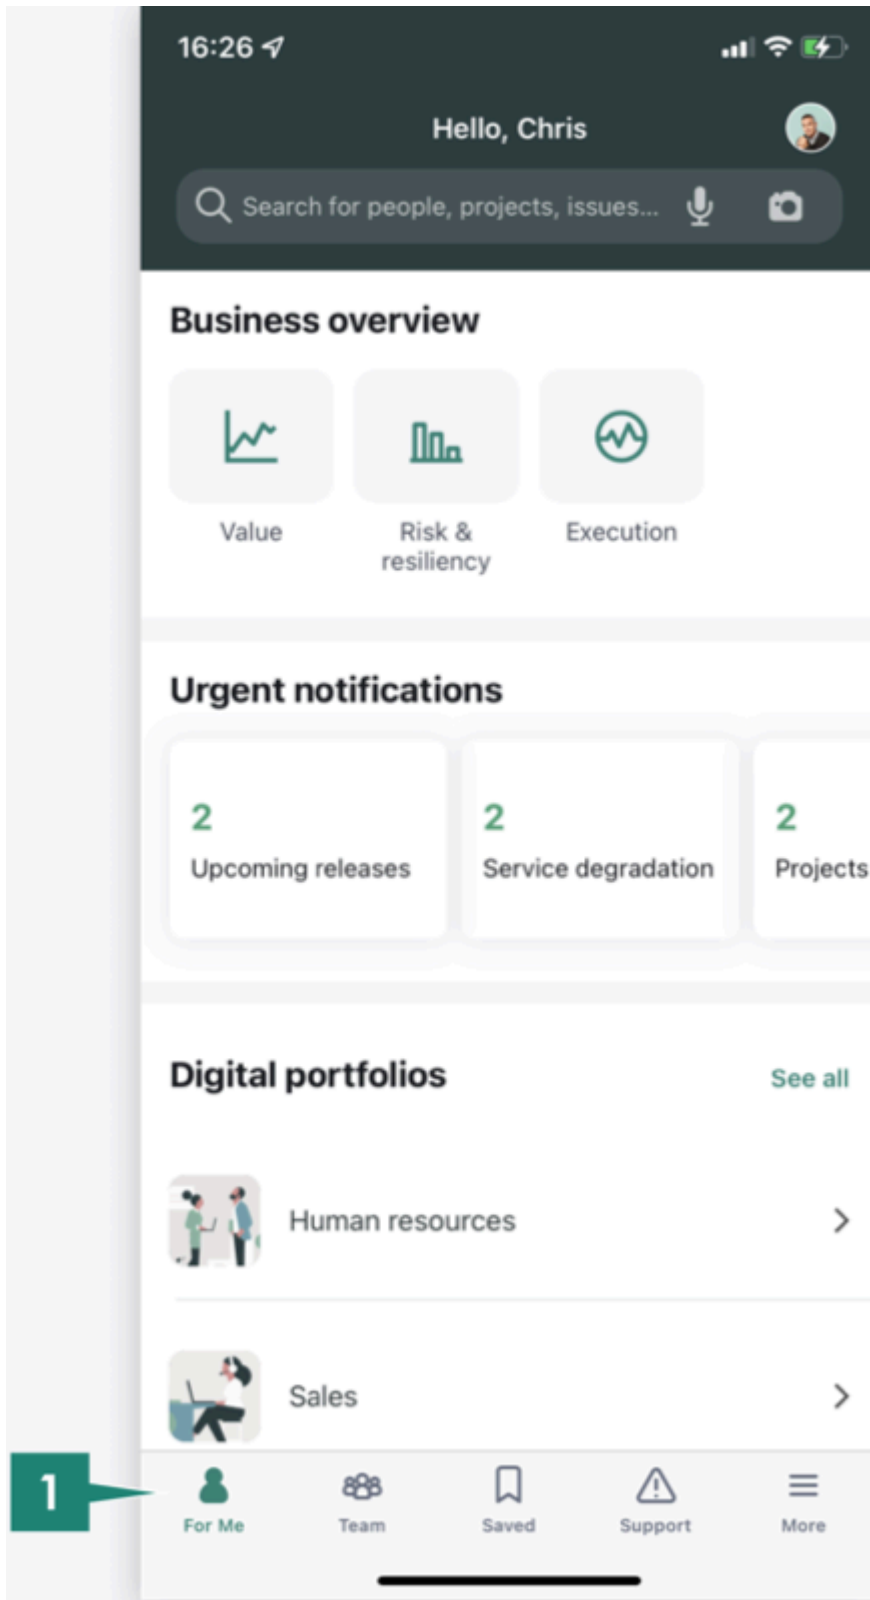 16:26
Hello, Chris
Search for people, projects, issues...
Business overview
Value
Risk &
resiliency
Execution
Urgent notifications
2
Upcoming releases
2
Service degradation
2
Projects
Digital portfolios
See all
Human resources
Sales
1
For Me
Team
Saved
Support
More